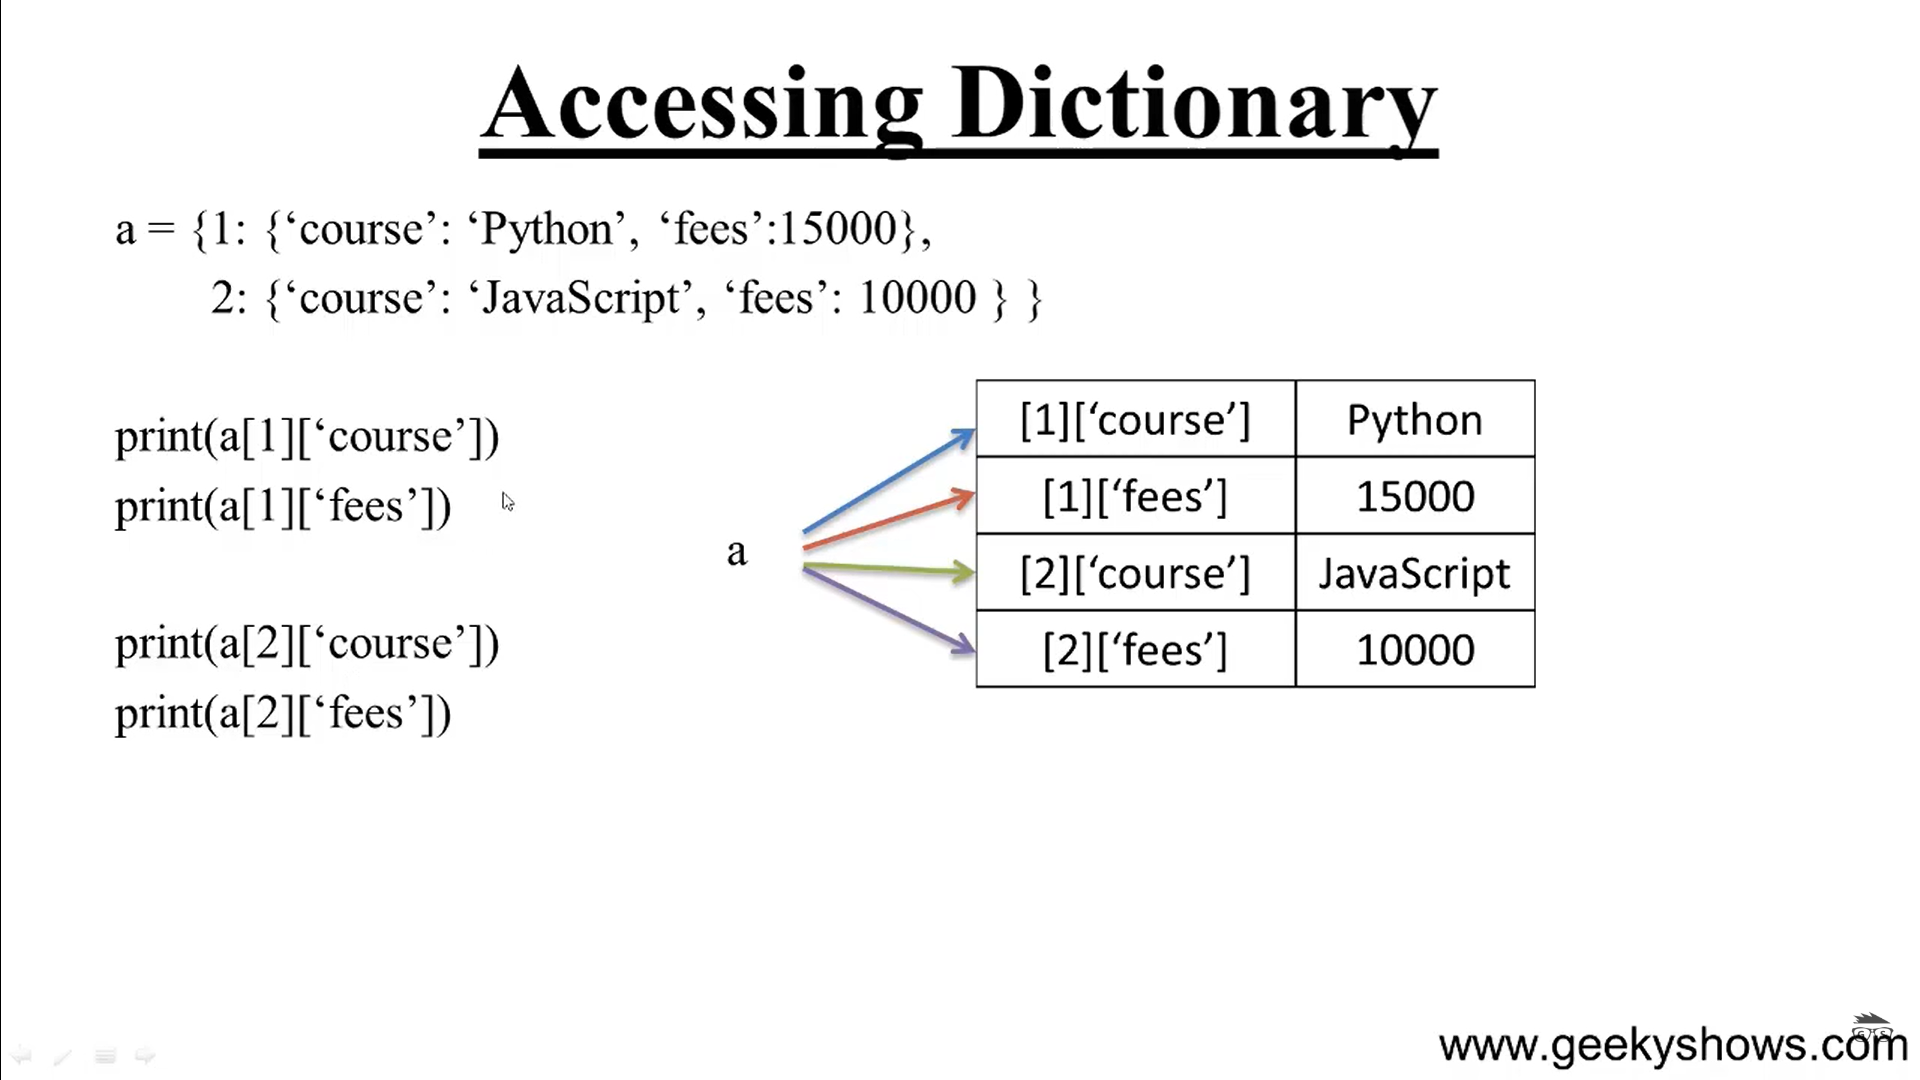 Accessing Dictionary
a = {1: {‘course’: ‘Python’, ‘fees’:15000},
2: {‘course’: ‘JavaScript’, ‘fees’: 10000 } }
print(a[1][‘course’])
print(a[1][‘fees’])
print(a[2][‘course’])
print(a[2][‘fees’])
a
[1][‘course’] Python
[1][‘fees’] 15000
[2][‘course’] JavaScript
[2][‘fees’] 10000
www.geekyshows.com